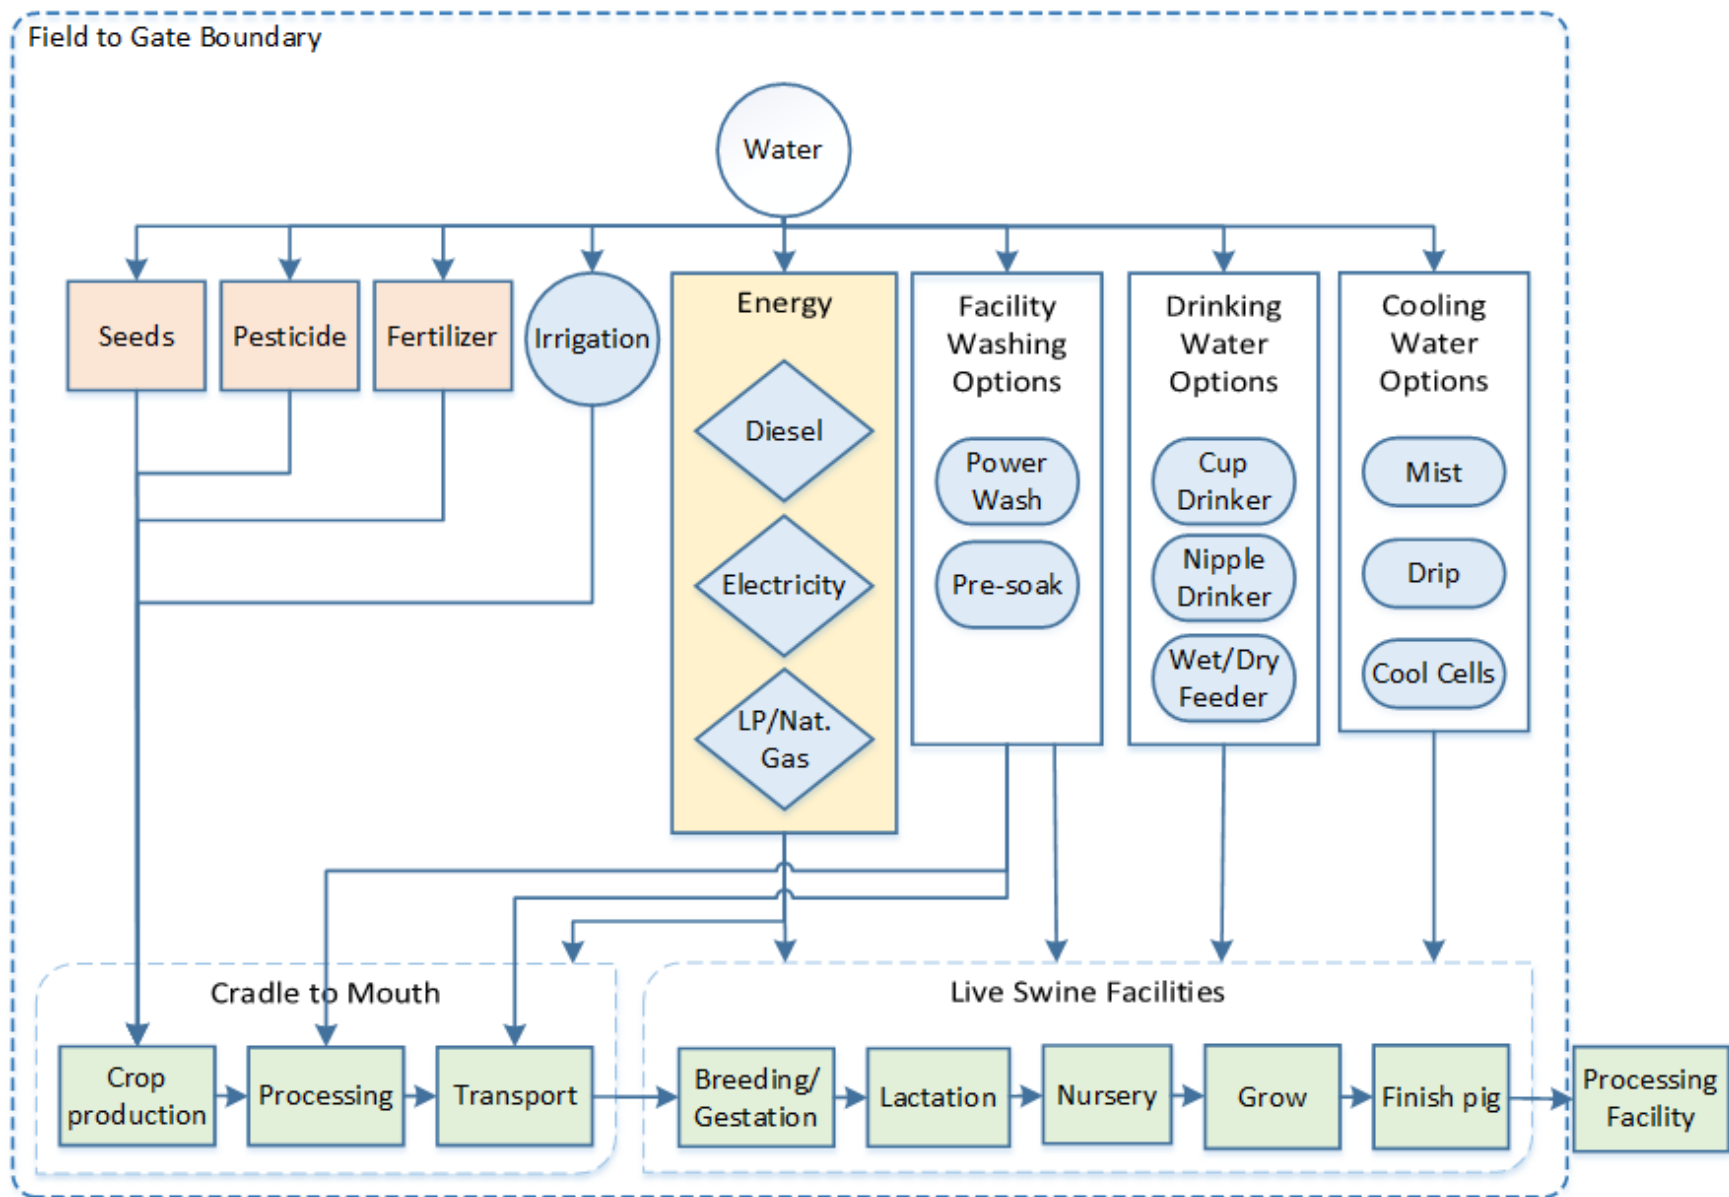 Field to Gate Boundary
Water
Seeds
Pesticide
Fertilizer
Irrigation
Energy
Diesel
Electricity
LP/Nat.
Gas
Facility
Washing
Options
Power
Wash
Pre-soak
Drinking
Water
Options
Cup
Drinker
Nipple
Drinker
Wet/Dry
Feeder
Cooling
Water
Options
Mist
Drip
Cool Cells
Cradle to Mouth
Crop
production
Processing
Transport
Live Swine Facilities
Breeding/
Gestation
Lactation
Nursery
Grow
Finish pig
Processing
Facility